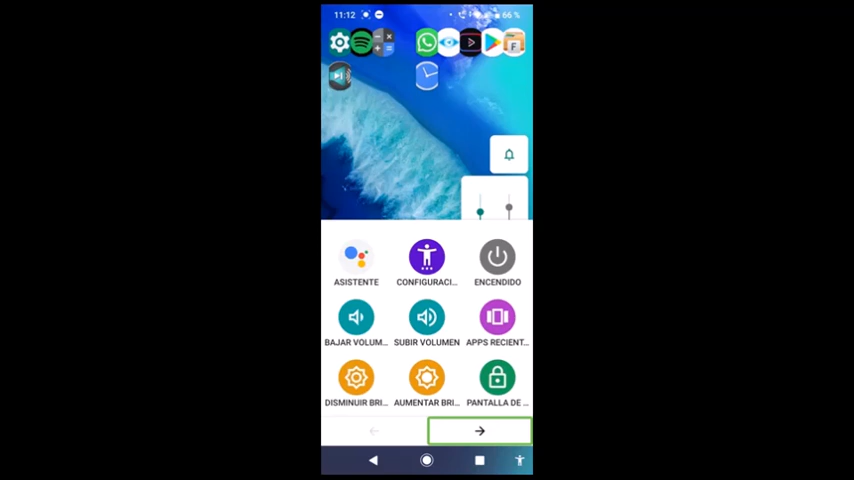 11:12
66 %
F
ASISTENTE
CONFIGURACI...
ENCENDIDO
BAJAR VOLUM...
SUBIR VOLUMEN
APPS RECIENT...
DISMINUIR BRI...
AUMENTAR BRI...
PANTALLA DE ...